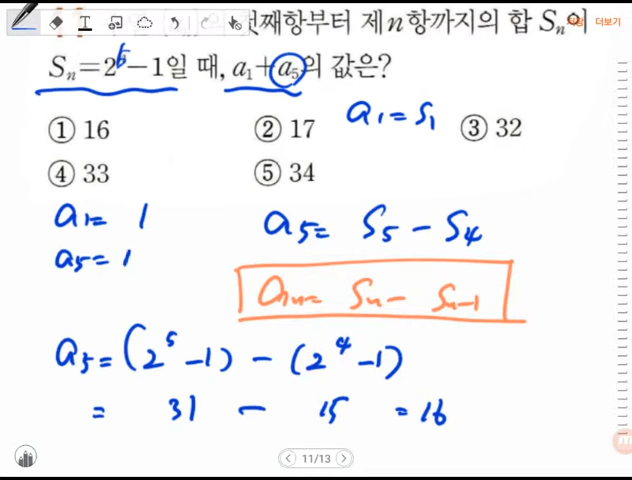 저장 더보기
첫째항부터 제n항까지의 합 Sₙ이
Sₙ=2ⁿ-1일 때, a₁+a₅의 값은?
① 16 ② 17 ③ 32
④ 33 ⑤ 34
a₁=S₁
a₁= 1
a₅= 1
a₅= S₅ - S₄
aₙ= Sₙ - Sₙ₋₁
a₅=(2⁵-1)-(2⁴-1)
= 31 - 15 =16
11/13